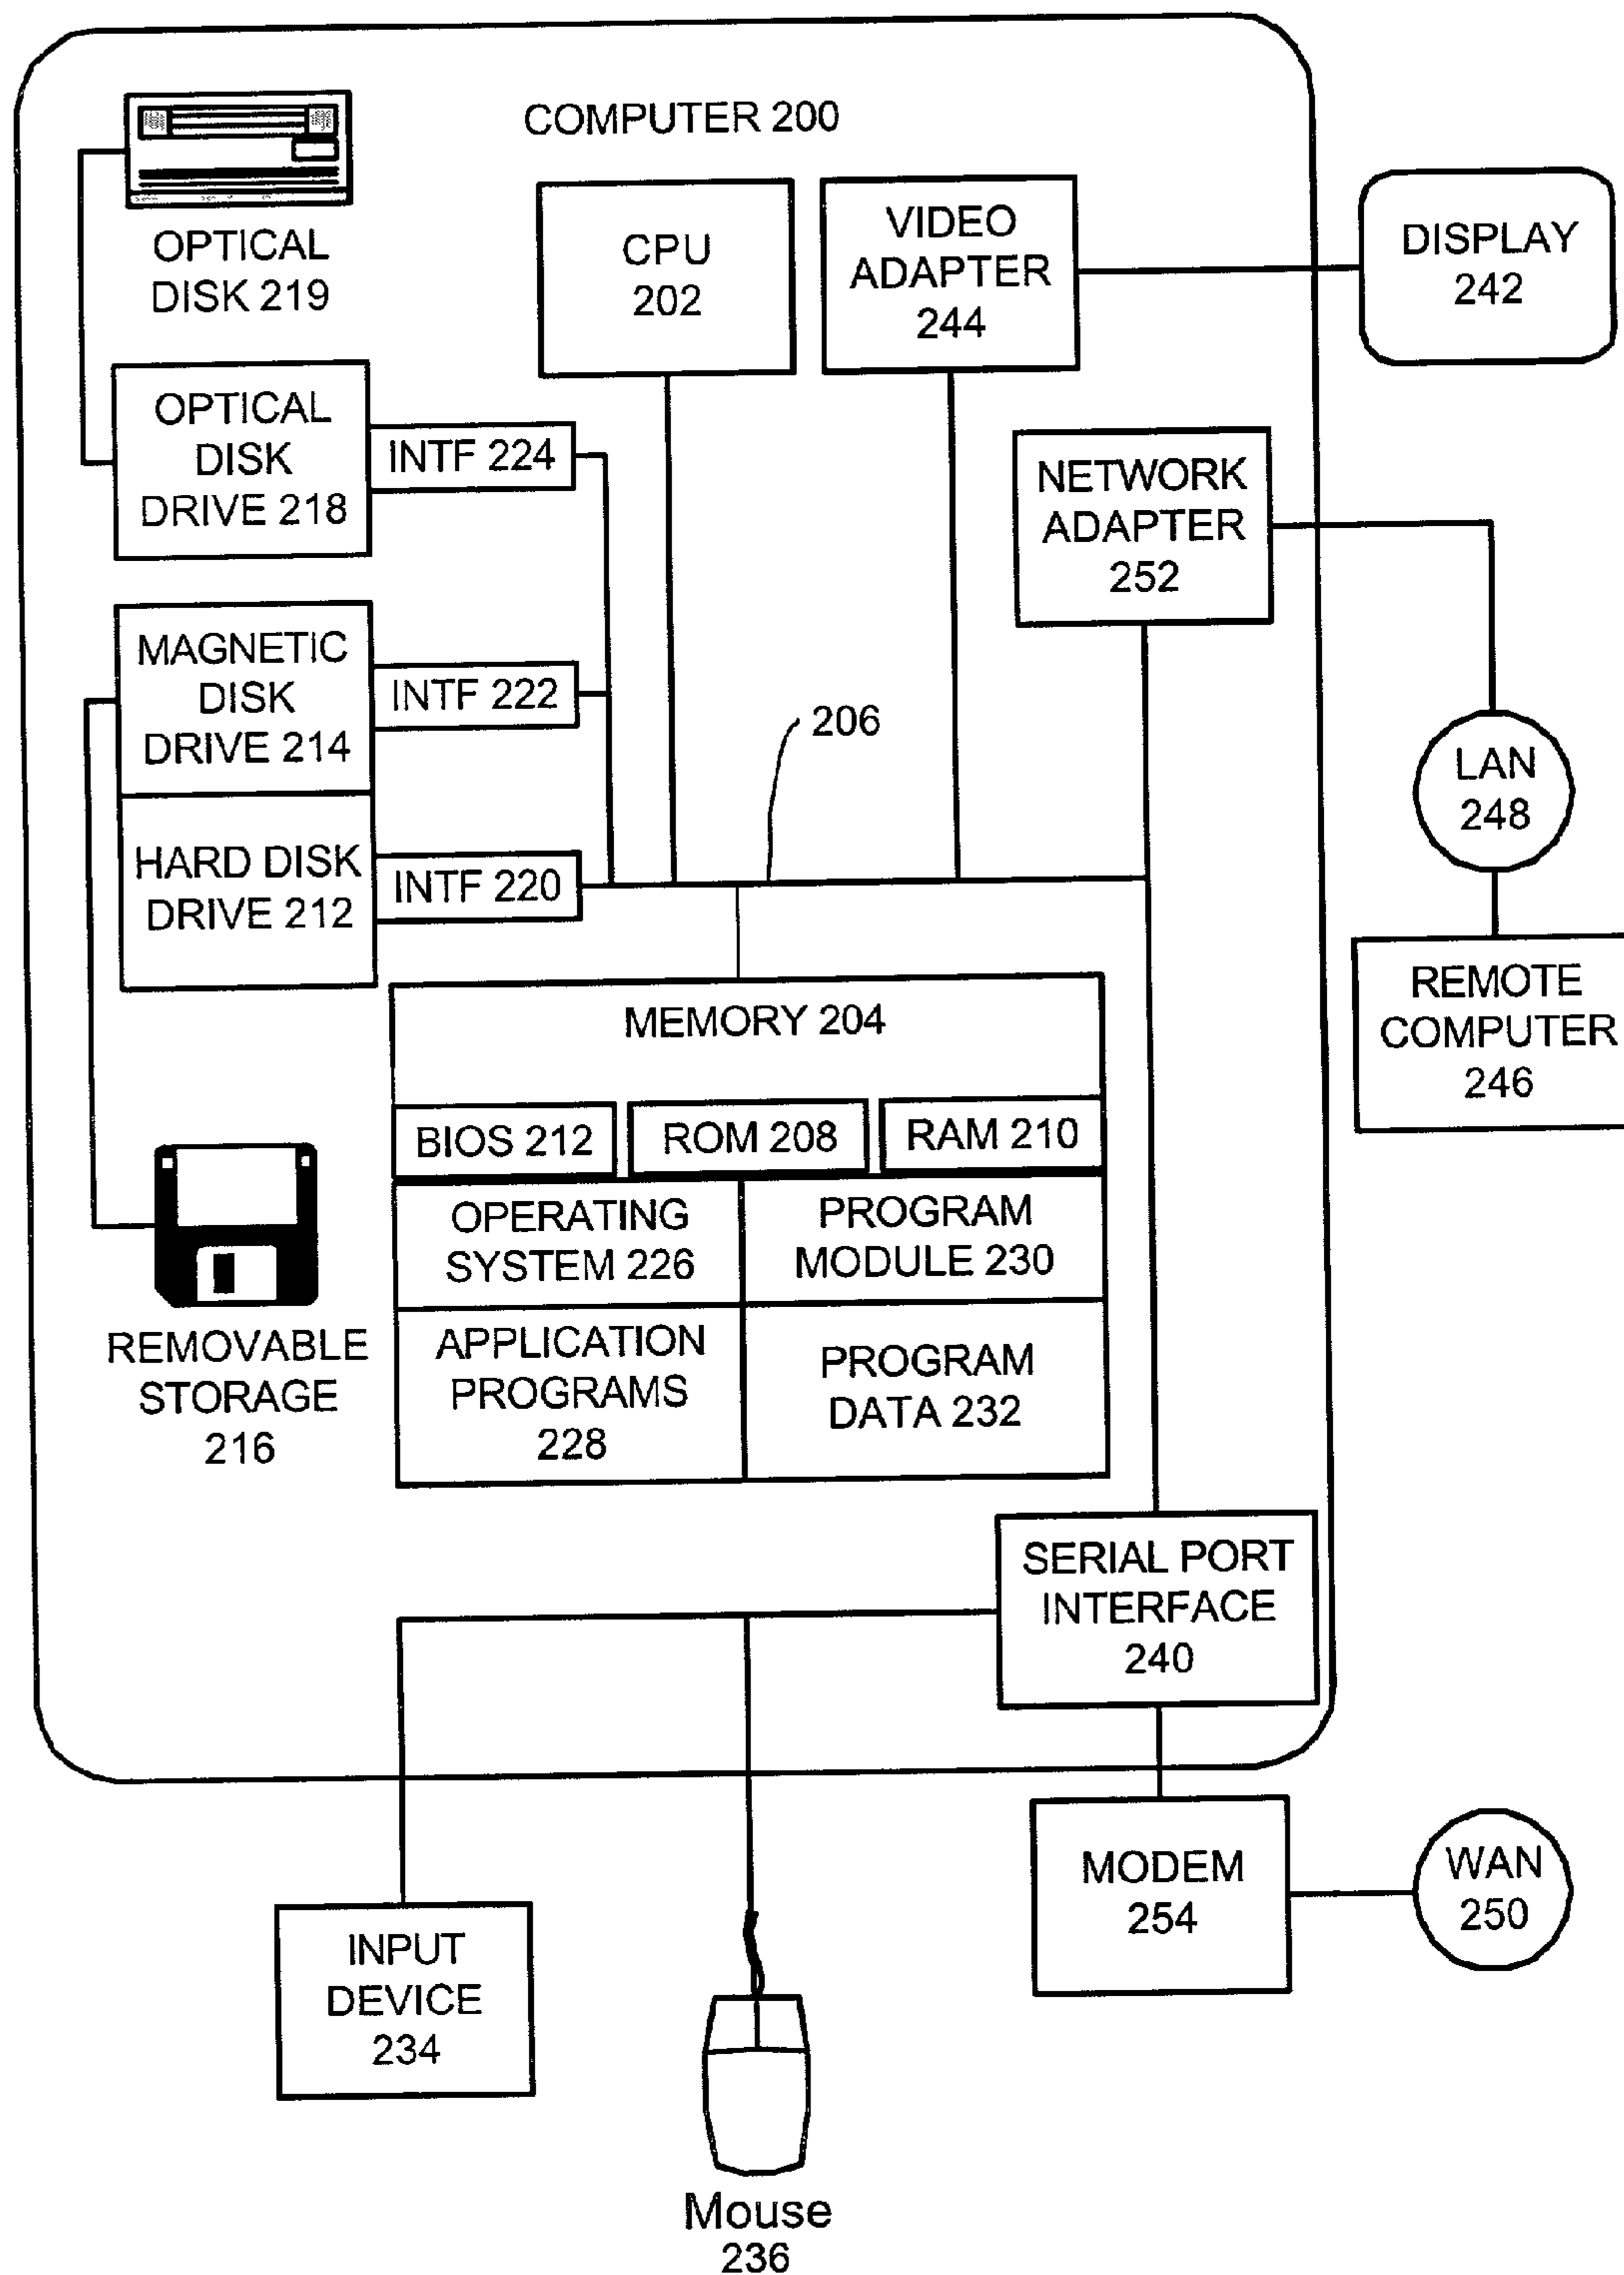 COMPUTER 200
OPTICAL
DISK 219
CPU
202
VIDEO
ADAPTER
244
DISPLAY
242
OPTICAL
DISK
DRIVE 218
INTF 224
NETWORK
ADAPTER
252
MAGNETIC
DISK
DRIVE 214
INTF 222
206
LAN
248
HARD DISK
DRIVE 212
INTF 220
REMOTE
COMPUTER
246
MEMORY 204
BIOS 212
ROM 208
RAM 210
OPERATING
SYSTEM 226
PROGRAM
MODULE 230
REMOVABLE
STORAGE
216
APPLICATION
PROGRAMS
228
PROGRAM
DATA 232
SERIAL PORT
INTERFACE
240
MODEM
254
WAN
250
INPUT
DEVICE
234
Mouse
236